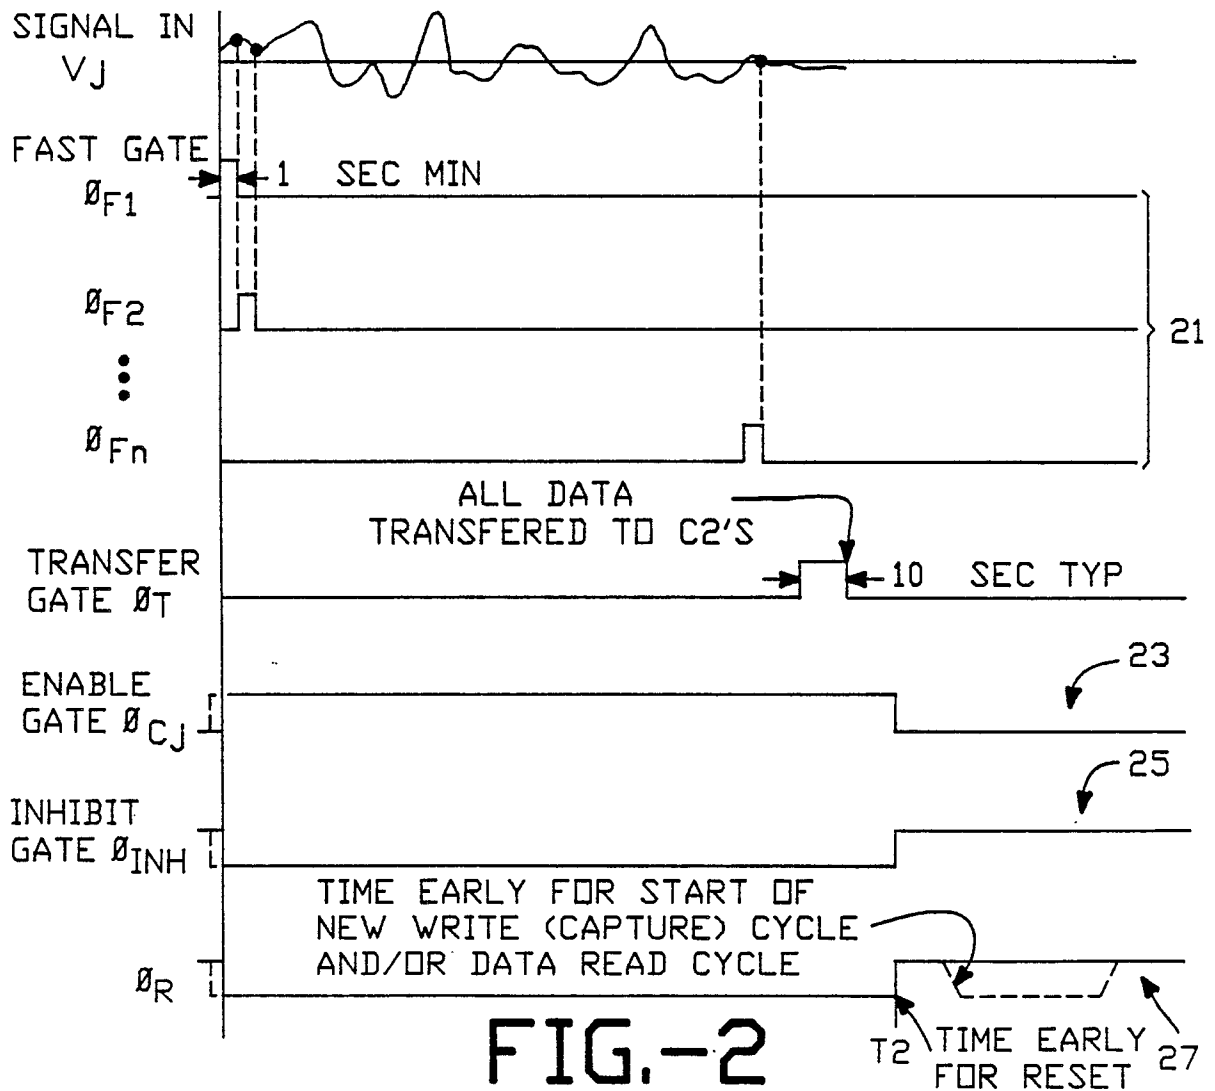 SIGNAL IN
VJ
FAST GATE
1 SEC MIN
ØF1
ØF2
21
ØFn
ALL DATA
TRANSFERED TO C2'S
TRANSFER
GATE ØT
10 SEC TYP
23
ENABLE
GATE ØCJ
25
INHIBIT
GATE ØINH
TIME EARLY FOR START OF
NEW WRITE (CAPTURE) CYCLE
AND/OR DATA READ CYCLE
ØR
T2
TIME EARLY
FOR RESET
27
FIG.-2